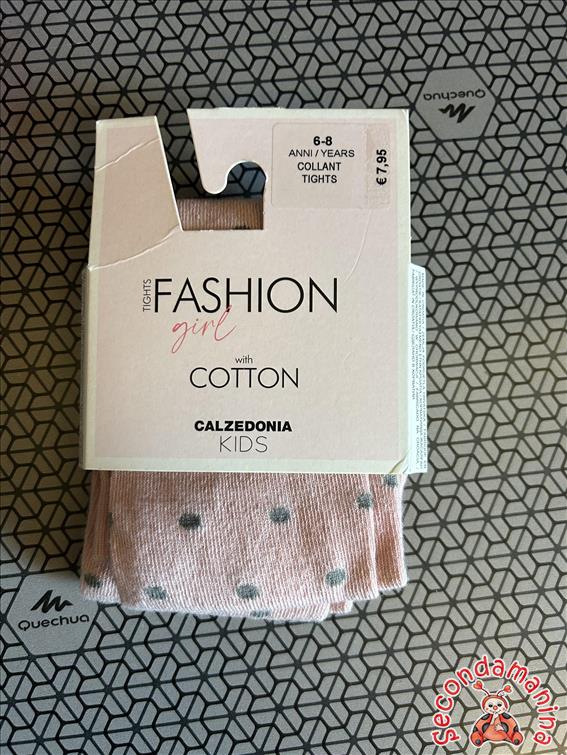 Quechua
6-8
ANNI / YEARS
COLLANT
TIGHTS
€ 7,95
TIGHTS
FASHION
girl
with
COTTON
CALZEDONIA
KIDS
Quechua
secondamanina